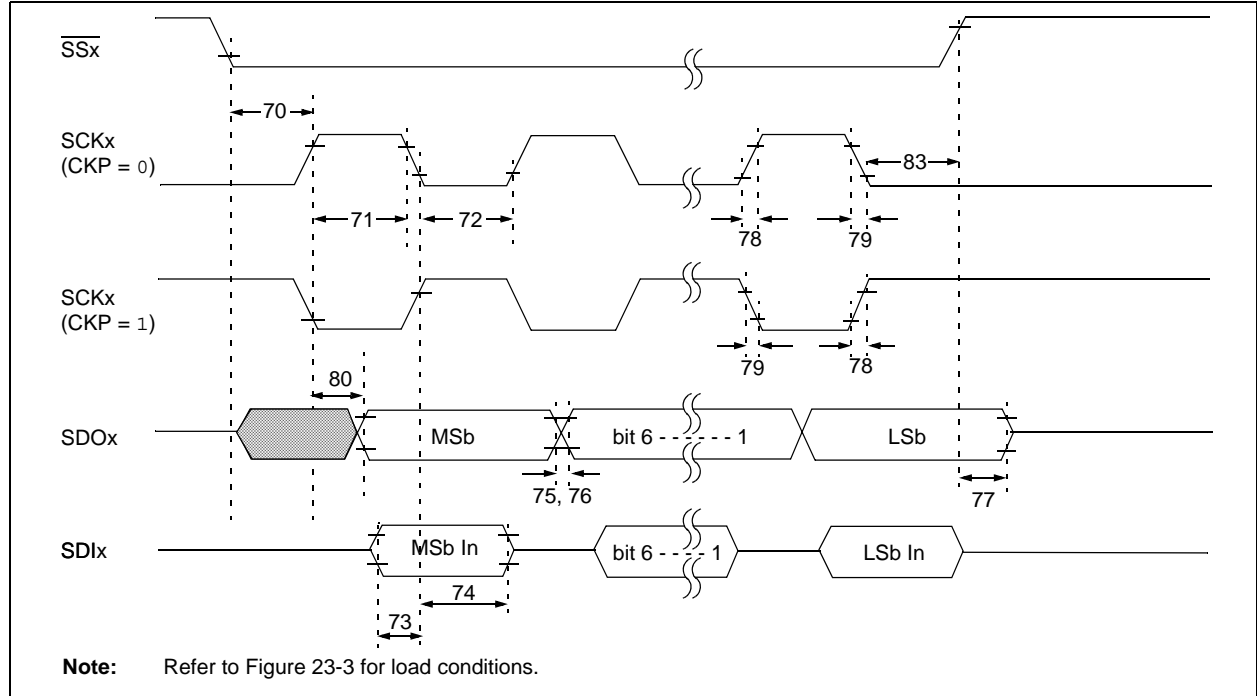 SSx
70
SCKx
(CKP = 0)
83
71
72
78
79
SCKx
(CKP = 1)
79
78
80
SDOx
MSb
bit 6 - - - - - - 1
LSb
75, 76
77
SDIx
MSb In
bit 6 - - - - - 1
LSb In
74
73
Note: Refer to Figure 23-3 for load conditions.